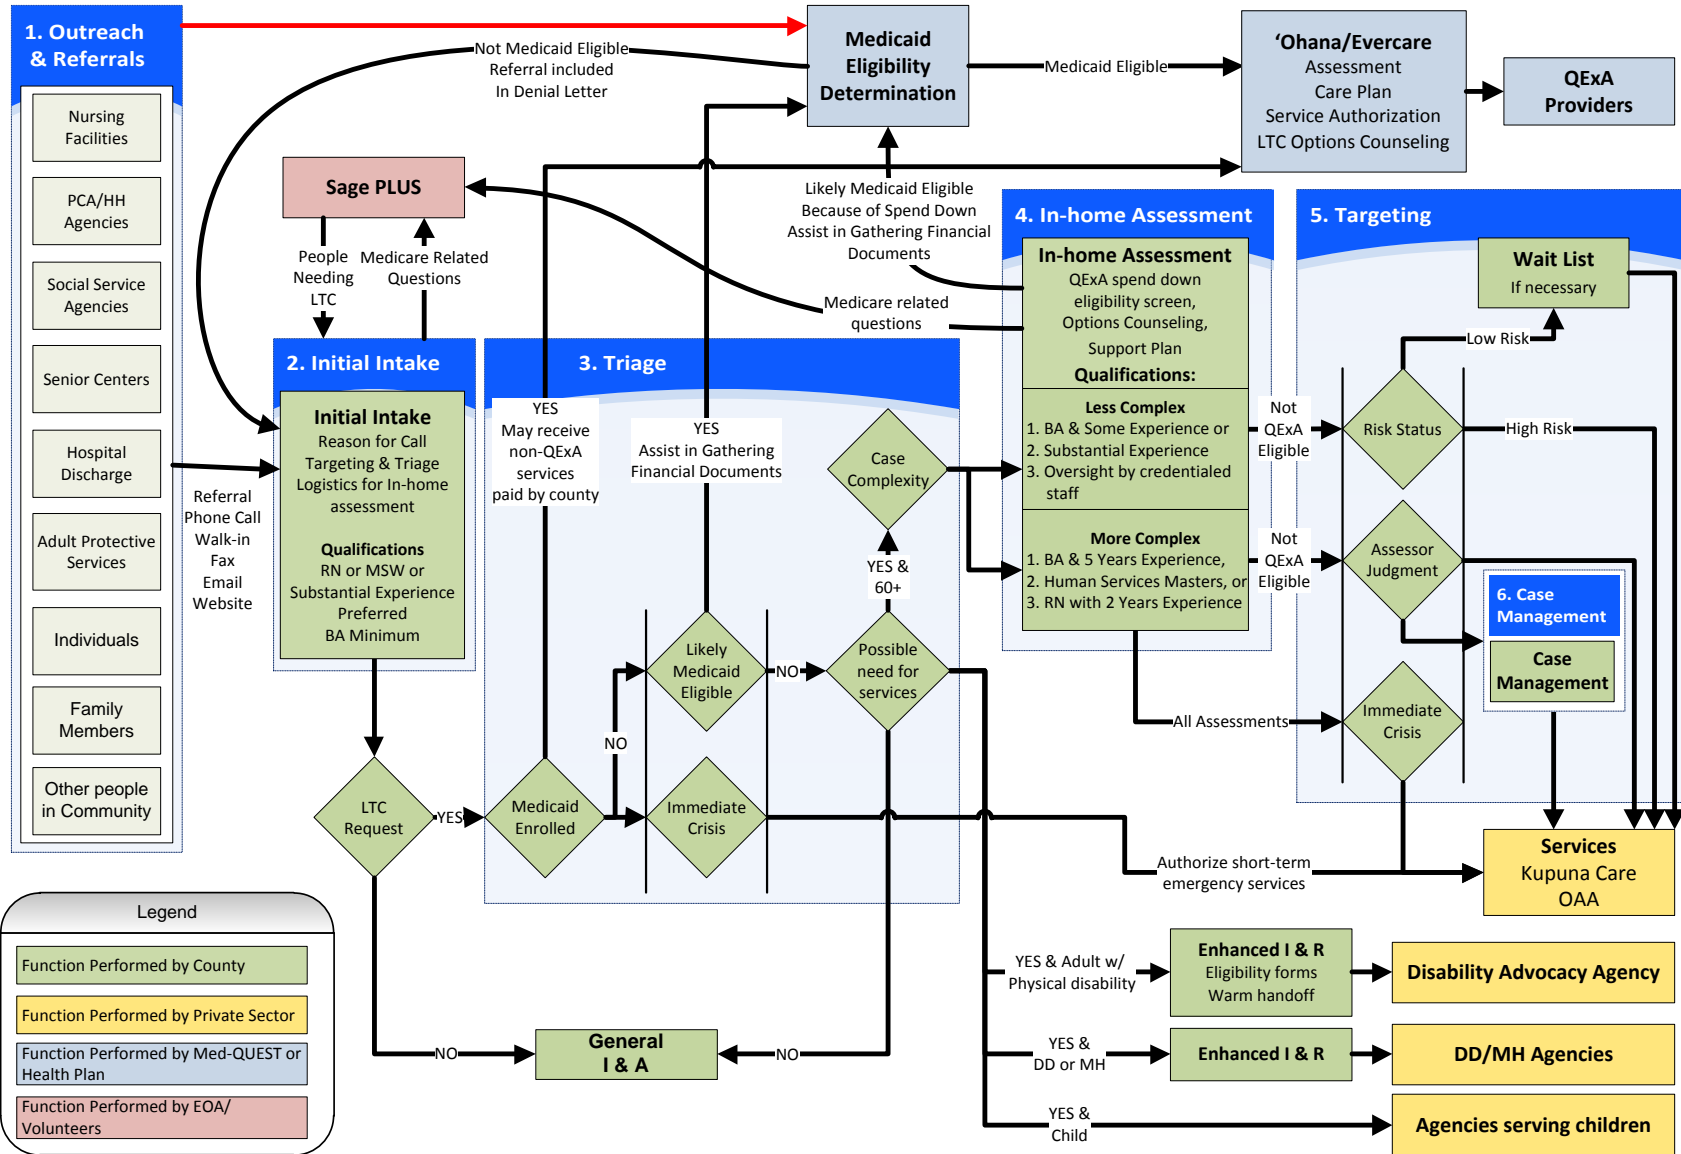 1. Outreach
& Referrals
Nursing
Facilities
PCA/HH
Agencies
Social Service
Agencies
Senior Centers
Hospital
Discharge
Adult Protective
Services
Individuals
Family
Members
Other people
in Community
Not Medicaid Eligible
Referral included
In Denial Letter
Medicaid
Eligibility
Determination
Medicaid Eligible
‘Ohana/Evercare
Assessment
Care Plan
Service Authorization
LTC Options Counseling
QExA
Providers
Sage PLUS
People
Needing
LTC
Medicare Related
Questions
Likely Medicaid Eligible
Because of Spend Down
Assist in Gathering Financial
Documents
Medicare related
questions
Referral
Phone Call
Walk-in
Fax
Email
Website
2. Initial Intake
Initial Intake
Reason for Call
Targeting & Triage
Logistics for In-home
assessment
Qualifications
RN or MSW or
Substantial Experience
Preferred
BA Minimum
LTC
Request
YES
NO
3. Triage
YES
May receive
non-QExA
services
paid by county
YES
Assist in Gathering
Financial Documents
Case
Complexity
YES &
60+
Likely
Medicaid
Eligible
NO
Possible
need for
services
NO
Medicaid
Enrolled
Immediate
Crisis
4. In-home Assessment
In-home Assessment
QExA spend down
eligibility screen,
Options Counseling,
Support Plan
Qualifications:
Less Complex
1. BA & Some Experience or
2. Substantial Experience
3. Oversight by credentialed
staff
More Complex
1. BA & 5 Years Experience,
2. Human Services Masters, or
3. RN with 2 Years Experience
Not
QExA
Eligible
Not
QExA
Eligible
All Assessments
5. Targeting
Wait List
If necessary
Low Risk
Risk Status
High Risk
Assessor
Judgment
6. Case
Management
Case
Management
Immediate
Crisis
Authorize short-term
emergency services
Services
Kupuna Care
OAA
General
I & A
NO
YES & Adult w/
Physical disability
Enhanced I & R
Eligibility forms
Warm handoff
Disability Advocacy Agency
YES &
DD or MH
Enhanced I & R
DD/MH Agencies
YES &
Child
Agencies serving children
Legend
Function Performed by County
Function Performed by Private Sector
Function Performed by Med-QUEST or
Health Plan
Function Performed by EOA/
Volunteers